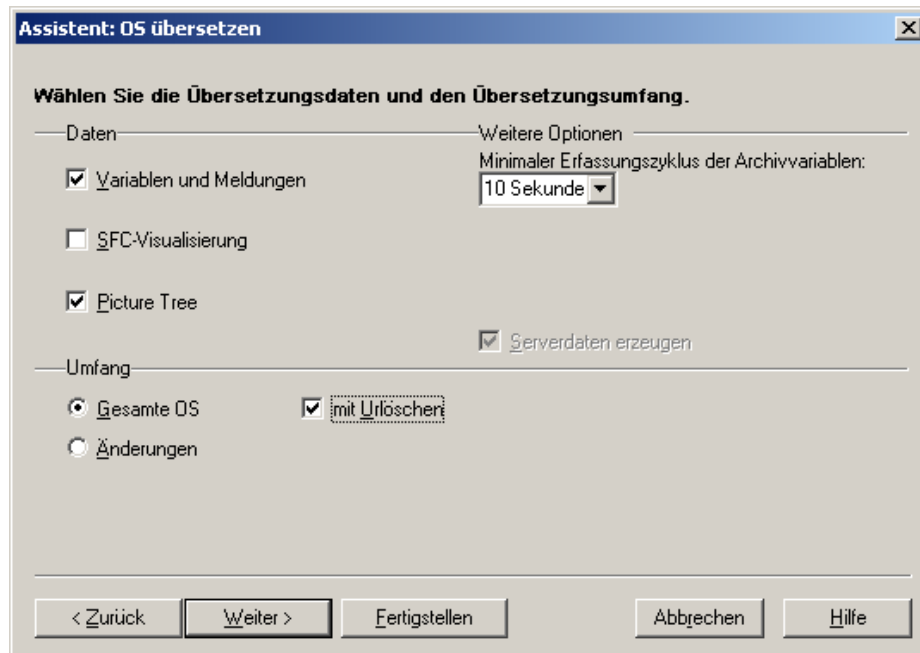 Assistent: OS übersetzen
Wählen Sie die Übersetzungsdaten und den Übersetzungsumfang.
Daten
Weitere Optionen
Minimaler Erfassungszyklus der Archivvariablen:
Variablen und Meldungen
10 Sekunde
SFC-Visualisierung
Picture Tree
Serverdaten erzeugen
Umfang
Gesamte OS
mit Urlöschen
Änderungen
< Zurück
Weiter >
Fertigstellen
Abbrechen
Hilfe